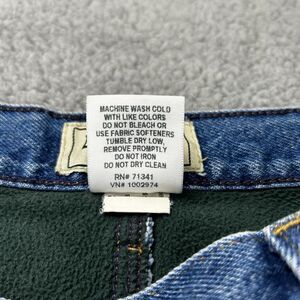 MACHINE WASH COLD
WITH LIKE COLORS
DO NOT BLEACH OR
USE FABRIC SOFTENERS
TUMBLE DRY LOW,
REMOVE PROMPTLY
DO NOT IRON
DO NOT DRY CLEAN
RN# 71341
VN# 1002974